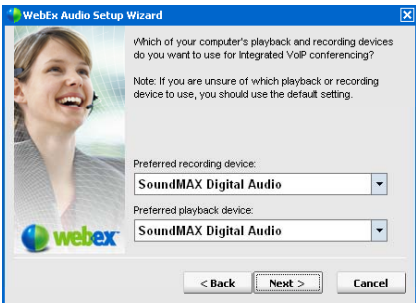 WebEx Audio Setup Wizard
Which of your computer's playback and recording devices
do you want to use for Integrated VoIP conferencing?
Note: If you are unsure of which playback or recording
device to use, you should use the default setting.
Preferred recording device:
SoundMAX Digital Audio
Preferred playback device:
SoundMAX Digital Audio
webex
< Back Next > Cancel